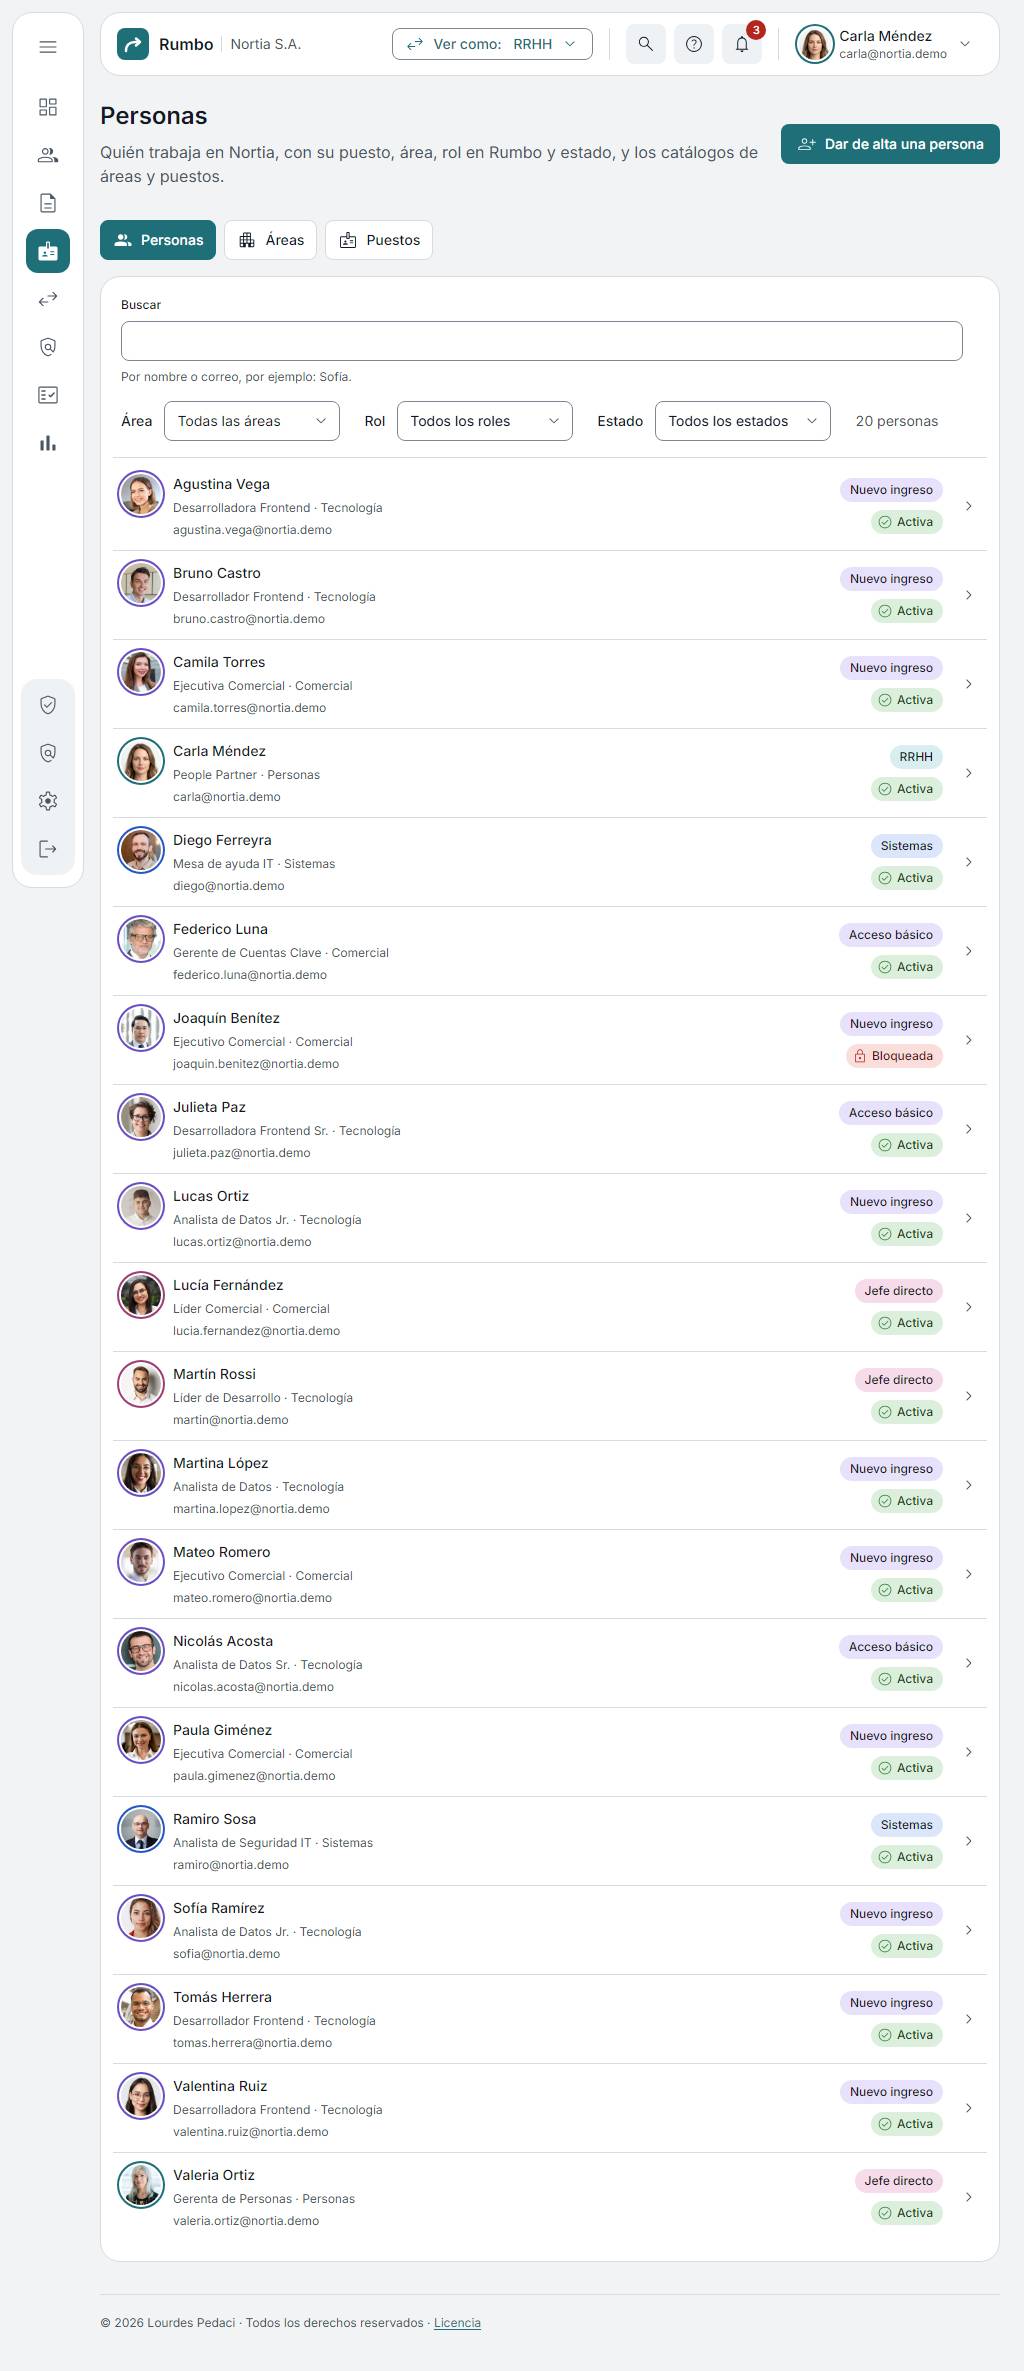 Rumbo
Nortia S.A.
Ver como: RRHH
3
Carla Méndez
carla@nortia.demo
Personas
Quién trabaja en Nortia, con su puesto, área, rol en Rumbo y estado, y los catálogos de
áreas y puestos.
Dar de alta una persona
Personas
Áreas
Puestos
Buscar
Por nombre o correo, por ejemplo: Sofía.
Área
Todas las áreas
Rol
Todos los roles
Estado
Todos los estados
20 personas
Agustina Vega
Desarrolladora Frontend · Tecnología
agustina.vega@nortia.demo
Nuevo ingreso
Activa
Bruno Castro
Desarrollador Frontend · Tecnología
bruno.castro@nortia.demo
Nuevo ingreso
Activa
Camila Torres
Ejecutiva Comercial · Comercial
camila.torres@nortia.demo
Nuevo ingreso
Activa
Carla Méndez
People Partner · Personas
carla@nortia.demo
RRHH
Activa
Diego Ferreyra
Mesa de ayuda IT · Sistemas
diego@nortia.demo
Sistemas
Activa
Federico Luna
Gerente de Cuentas Clave · Comercial
federico.luna@nortia.demo
Acceso básico
Activa
Joaquín Benítez
Ejecutivo Comercial · Comercial
joaquin.benitez@nortia.demo
Nuevo ingreso
Bloqueada
Julieta Paz
Desarrolladora Frontend Sr. · Tecnología
julieta.paz@nortia.demo
Acceso básico
Activa
Lucas Ortiz
Analista de Datos Jr. · Tecnología
lucas.ortiz@nortia.demo
Nuevo ingreso
Activa
Lucía Fernández
Líder Comercial · Comercial
lucia.fernandez@nortia.demo
Jefe directo
Activa
Martín Rossi
Líder de Desarrollo · Tecnología
martin@nortia.demo
Jefe directo
Activa
Martina López
Analista de Datos · Tecnología
martina.lopez@nortia.demo
Nuevo ingreso
Activa
Mateo Romero
Ejecutivo Comercial · Comercial
mateo.romero@nortia.demo
Nuevo ingreso
Activa
Nicolás Acosta
Analista de Datos Sr. · Tecnología
nicolas.acosta@nortia.demo
Acceso básico
Activa
Paula Giménez
Ejecutiva Comercial · Comercial
paula.gimenez@nortia.demo
Nuevo ingreso
Activa
Ramiro Sosa
Analista de Seguridad IT · Sistemas
ramiro@nortia.demo
Sistemas
Activa
Sofía Ramírez
Analista de Datos Jr. · Tecnología
sofia@nortia.demo
Nuevo ingreso
Activa
Tomás Herrera
Desarrollador Frontend · Tecnología
tomas.herrera@nortia.demo
Nuevo ingreso
Activa
Valentina Ruiz
Desarrolladora Frontend · Tecnología
valentina.ruiz@nortia.demo
Nuevo ingreso
Activa
Valeria Ortiz
Gerenta de Personas · Personas
valeria.ortiz@nortia.demo
Jefe directo
Activa
© 2026 Lourdes Pedaci · Todos los derechos reservados · Licencia